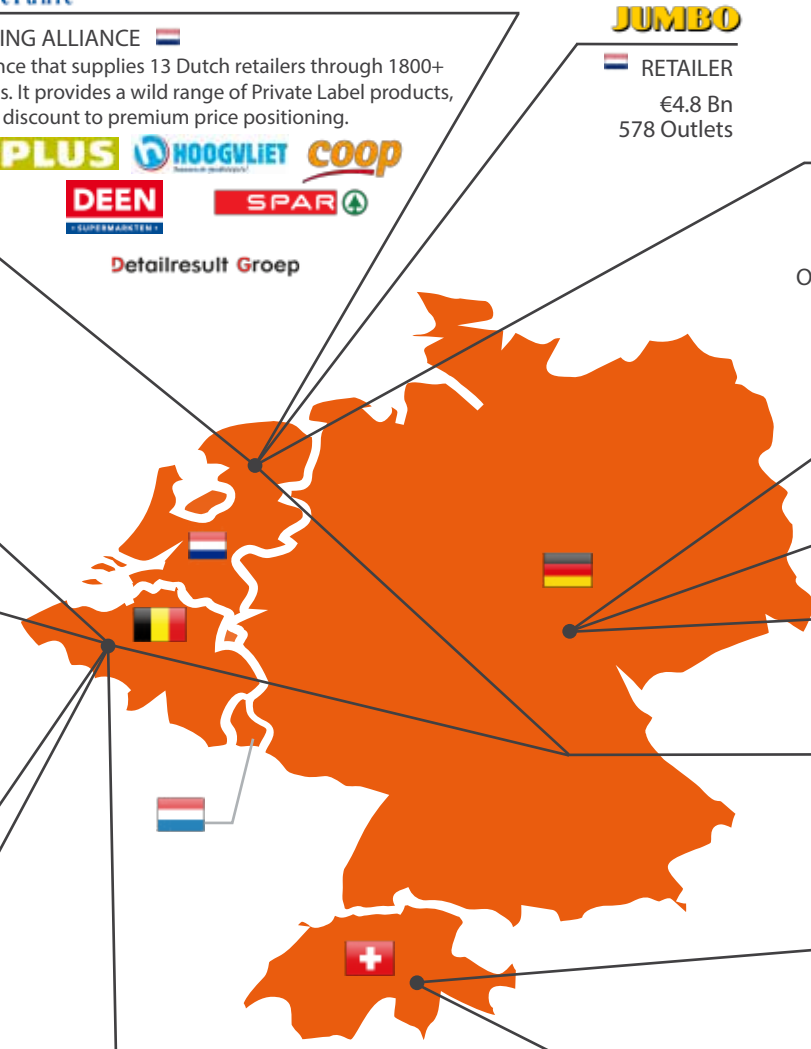 ING ALLIANCE
nce that supplies 13 Dutch retailers through 1800+
s. It provides a wild range of Private Label products,
discount to premium price positioning.
PLUS HOOGVLIET coop
DEEN
SUPERMARKTEN
SPAR
Detailresult Groep
JUMBO
RETAILER
€4.8 Bn
578 Outlets
O